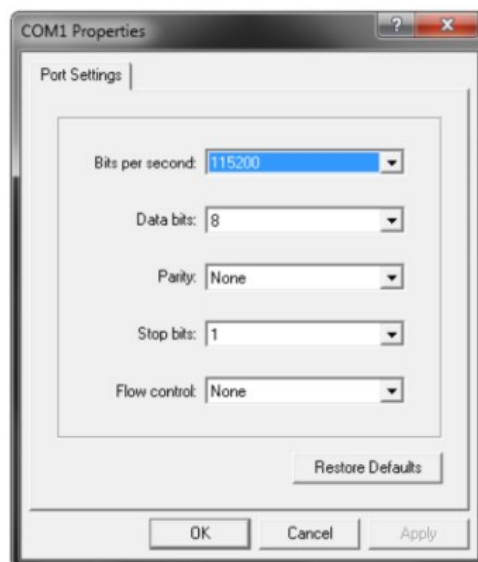 COM1 Properties
Port Settings
Bits per second: 115200
Data bits: 8
Parity: None
Stop bits: 1
Flow control: None
Restore Defaults
OK Cancel Apply